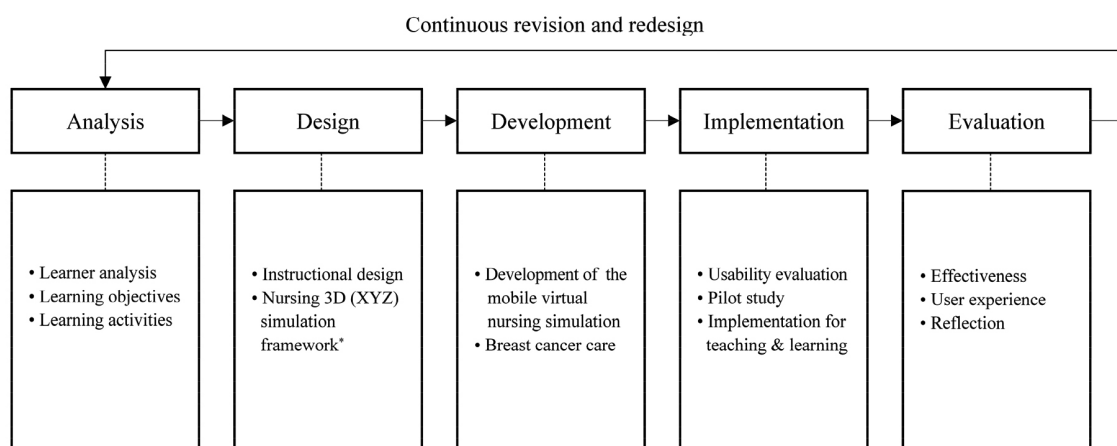 Continuous revision and redesign
Analysis
Design
Development
Implementation
Evaluation
• Learner analysis
• Learning objectives
• Learning activities
• Instructional design
• Nursing 3D (XYZ)
simulation
framework*
• Development of the
mobile virtual
nursing simulation
• Breast cancer care
• Usability evaluation
• Pilot study
• Implementation for
teaching & learning
• Effectiveness
• User experience
• Reflection